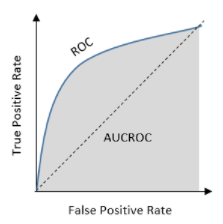 ROC
True Positive Rate
AUCROC
False Positive Rate